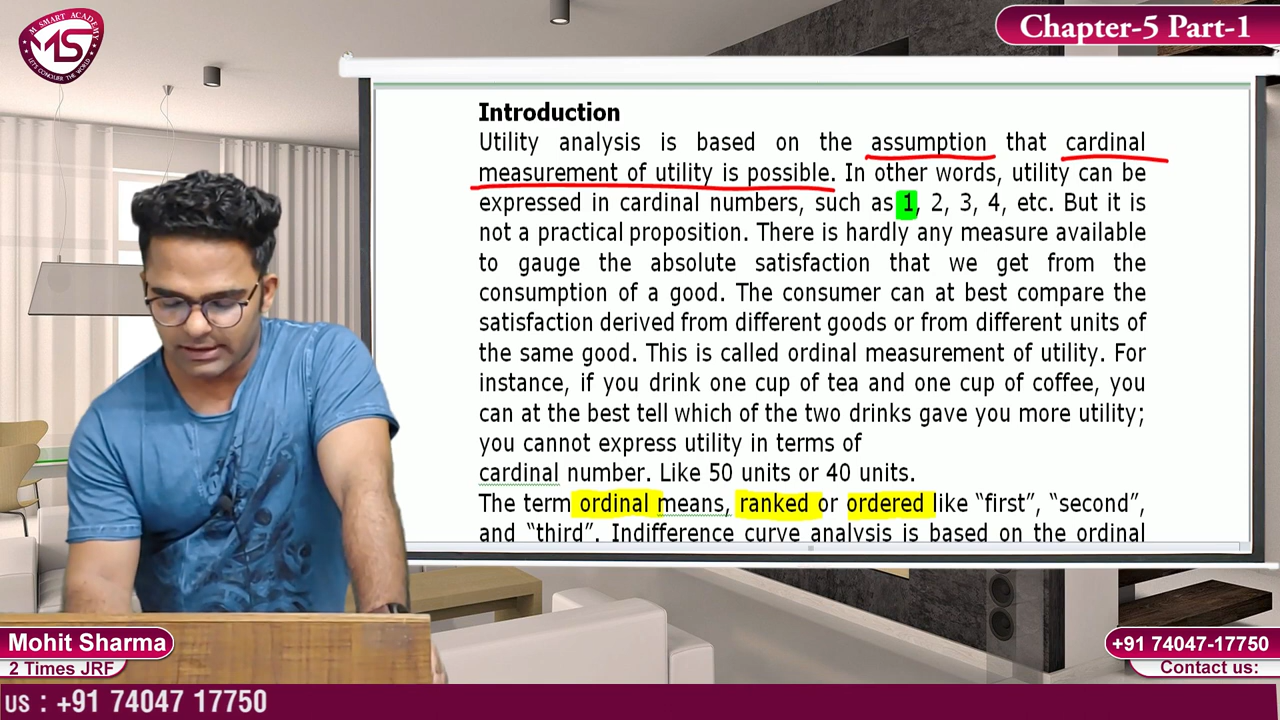 M SMART ACADEMY
MS
LET'S CONQUER THE WORLD
Chapter-5 Part-1
Introduction
Utility analysis is based on the assumption that cardinal
measurement of utility is possible. In other words, utility can be
expressed in cardinal numbers, such as 1, 2, 3, 4, etc. But it is
not a practical proposition. There is hardly any measure available
to gauge the absolute satisfaction that we get from the
consumption of a good. The consumer can at best compare the
satisfaction derived from different goods or from different units of
the same good. This is called ordinal measurement of utility. For
instance, if you drink one cup of tea and one cup of coffee, you
can at the best tell which of the two drinks gave you more utility;
you cannot express utility in terms of
cardinal number. Like 50 units or 40 units.
The term ordinal means, ranked or ordered like “first”, “second”,
and “third”. Indifference curve analysis is based on the ordinal
Mohit Sharma
2 Times JRF
+91 74047-17750
Contact us:
us : +91 74047 17750